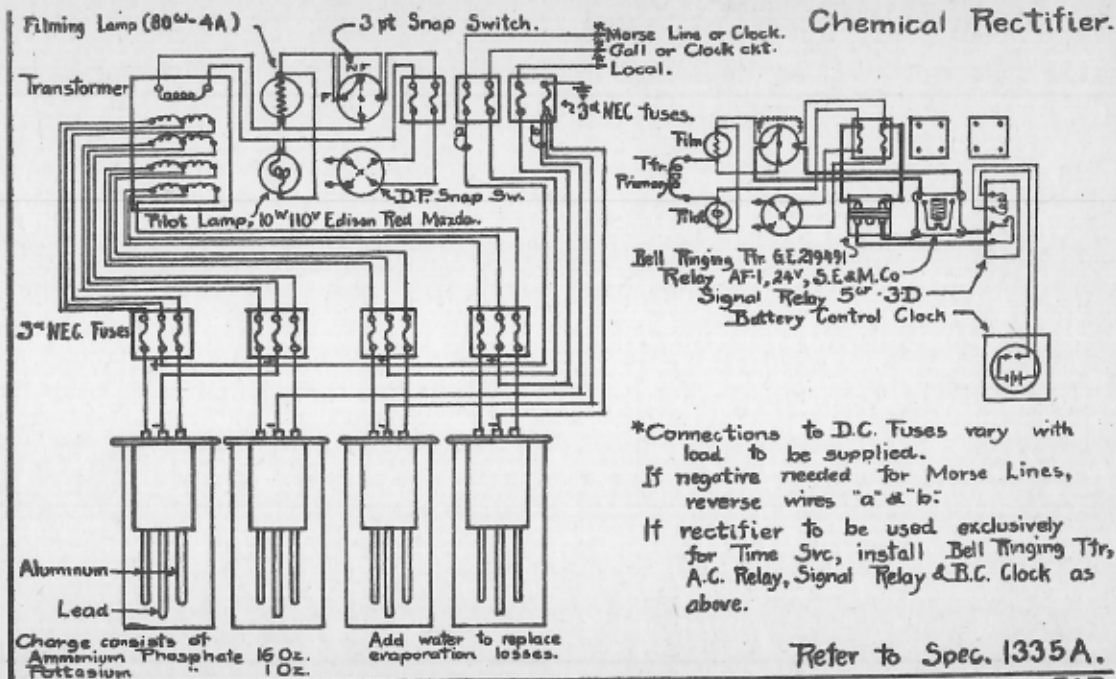 Chemical Rectifier.
Filming Lamp (80ω-4A)
3 pt Snap Switch.
*Morse Line or Clock.
*Call or Clock ckt.
*Local.
Transformer
F
3ᵃ NEC fuses.
D.P. Snap Sw.
Pilot Lamp, 10ᵂ 110ⱽ Edison Red Mazda.
Film
Tfr
Primary
Pilot
Bell Ringing Tfr. G.E. 219491
Relay AF-1, 24ⱽ, S.E.&M.Co
Signal Relay 5ω-3D
Battery Control Clock
3ᵃ NEC. Fuses
*Connections to D.C. Fuses vary with
load to be supplied.
If negative needed for Morse Lines,
reverse wires "a" & "b".
If rectifier to be used exclusively
for Time Svc, install Bell Ringing Tfr,
A.C. Relay, Signal Relay & B.C. Clock as
above.
Aluminum
Lead
Charge consists of
Ammonium Phosphate 16 Oz.
Pottasium " 1 Oz.
Add water to replace
evaporation losses.
Refer to Spec. 1335A.